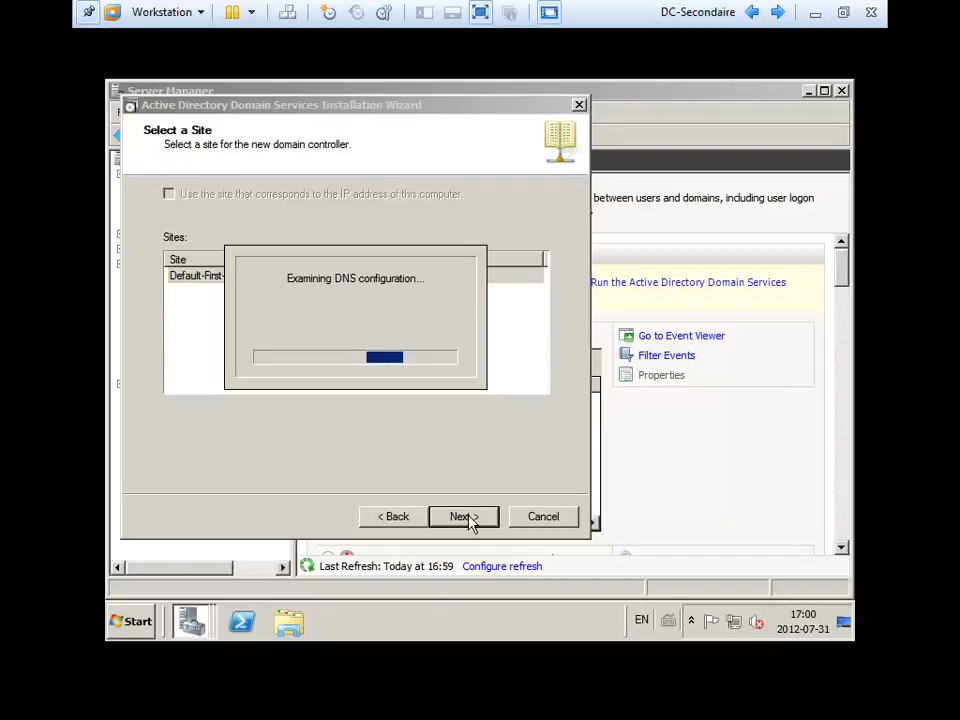 Workstation
DC-Secondaire
Server Manager
Active Directory Domain Services Installation Wizard
Select a Site
Select a site for the new domain controller.
Use the site that corresponds to the IP address of this computer.
Sites:
Site
Default-First-
Examining DNS configuration...
between users and domains, including user logon
Run the Active Directory Domain Services
Go to Event Viewer
Filter Events
Properties
< Back
Next >
Cancel
Last Refresh: Today at 16:59
Configure refresh
Start
EN
17:00
2012-07-31